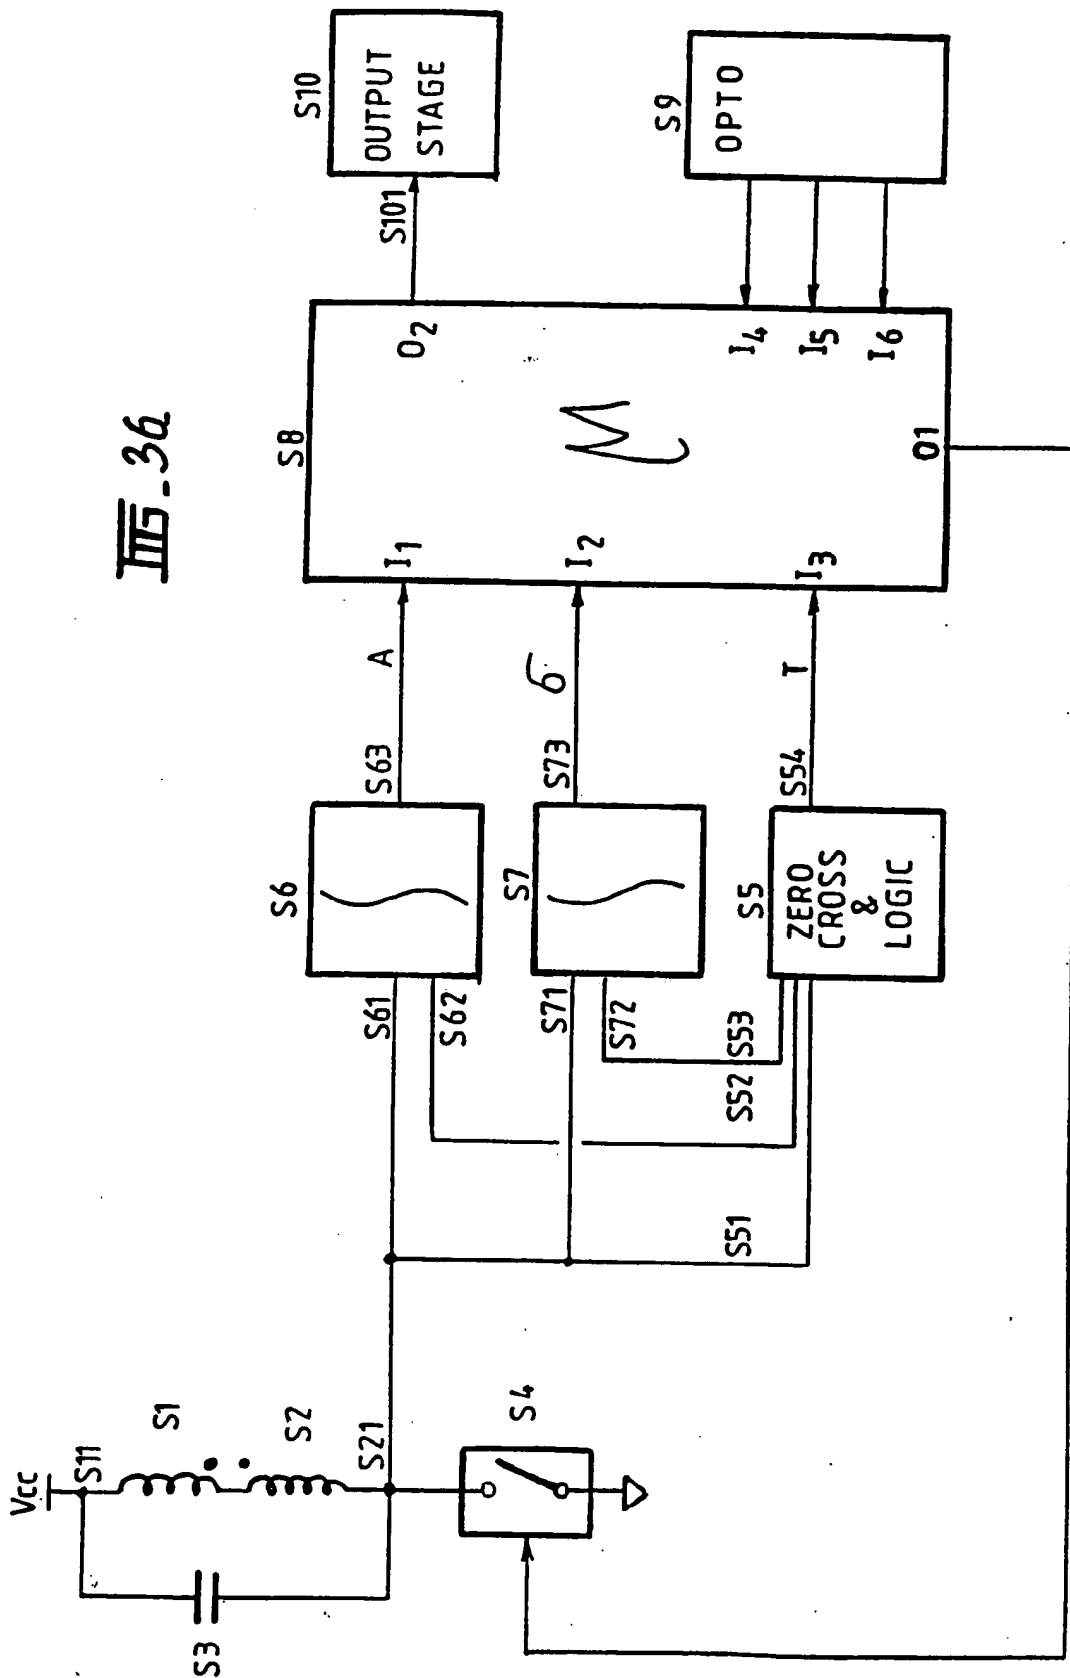 FIG_36
Vcc
S11
S1
S2
S3
S21
S4
S61
S6
S63
A
S62
S71
S7
S73
σ
S72
S51
S52
S53
S5
ZERO
CROSS
&
LOGIC
S54
T
S8
I1
I2
I3
O2
I4
I5
I6
O1
S101
S10
OUTPUT
STAGE
S9
OPTO